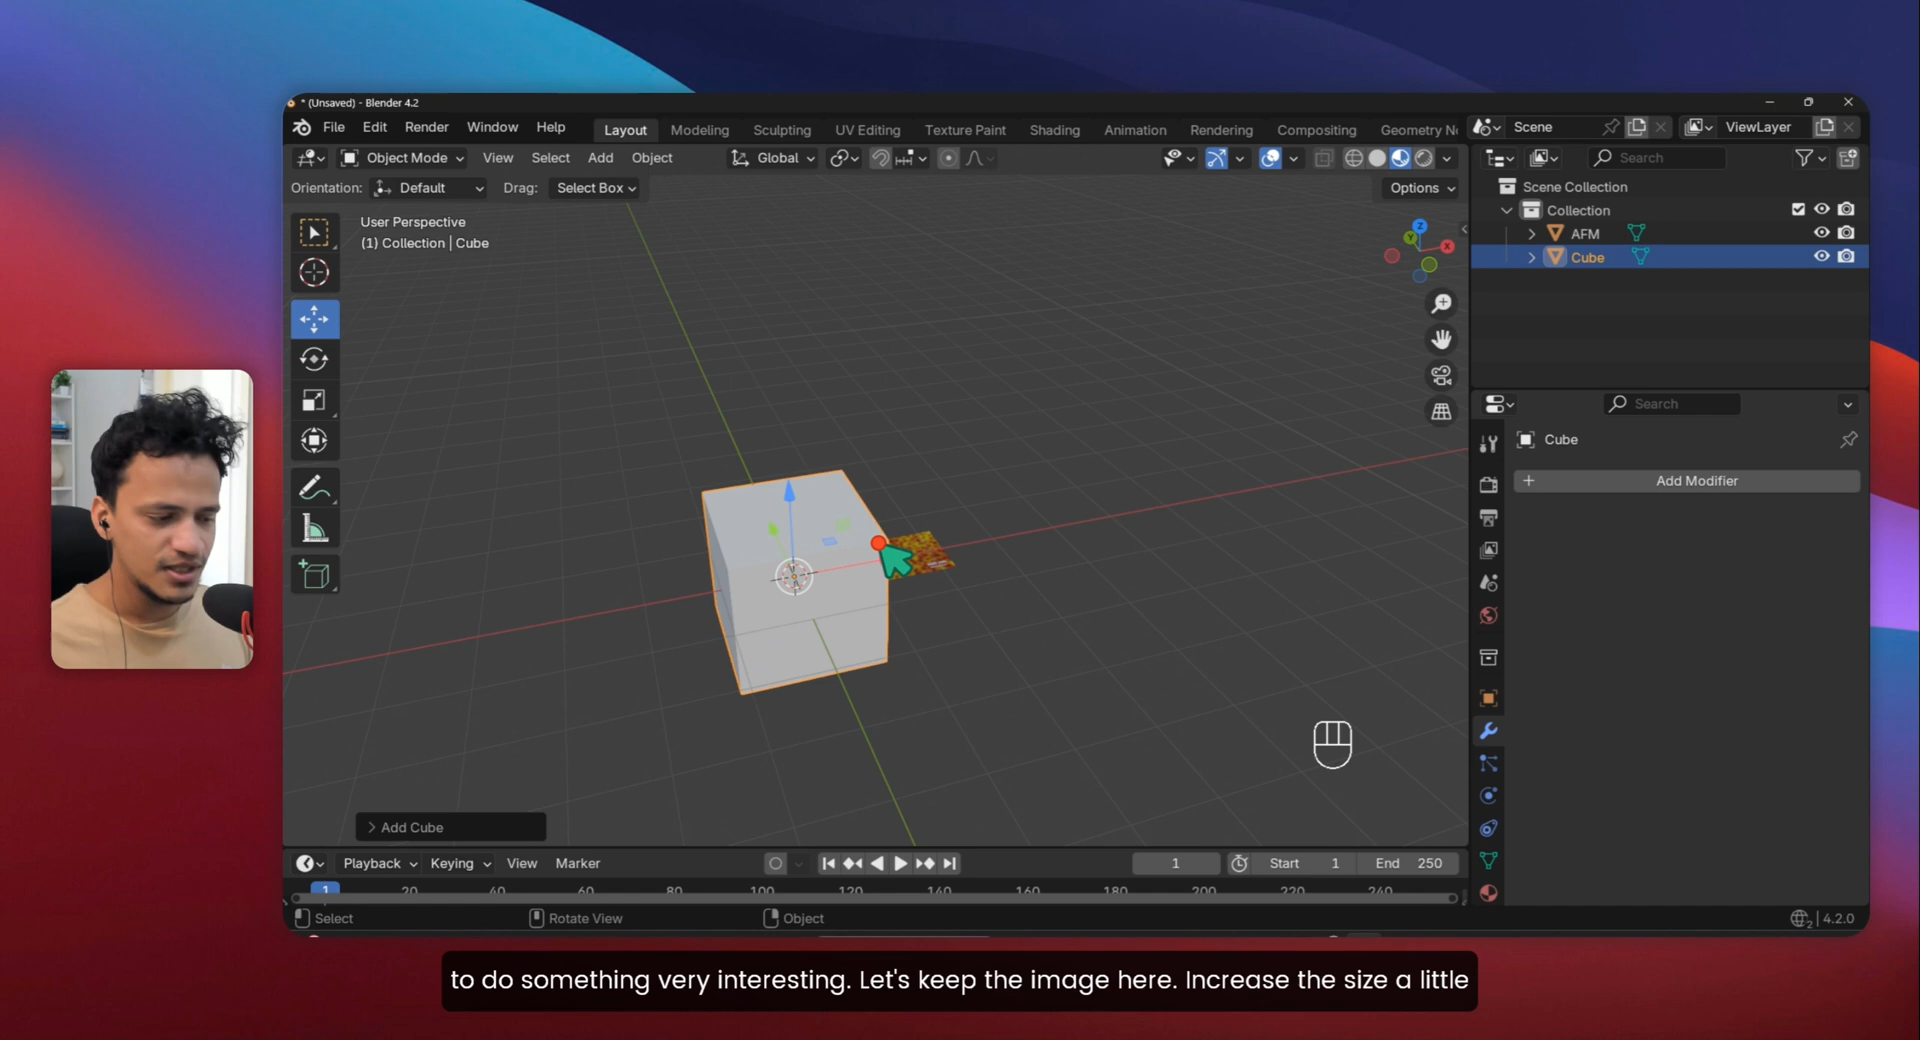 * (Unsaved) - Blender 4.2
File Edit Render Window Help Layout Modeling Sculpting UV Editing Texture Paint Shading Animation Rendering Compositing Geometry No Scene ViewLayer
Object Mode View Select Add Object Global Search
Orientation: Default Drag: Select Box Options
Scene Collection
Collection
AFM
Cube
User Perspective
(1) Collection | Cube
Z
Y
X
Search
Cube
+ Add Modifier
Add Cube
Playback Keying View Marker 1 Start 1 End 250
1 20 40 60 80 100 120 140 160 180 200 220 240
Select Rotate View Object 2 | 4.2.0
to do something very interesting. Let's keep the image here. Increase the size a little